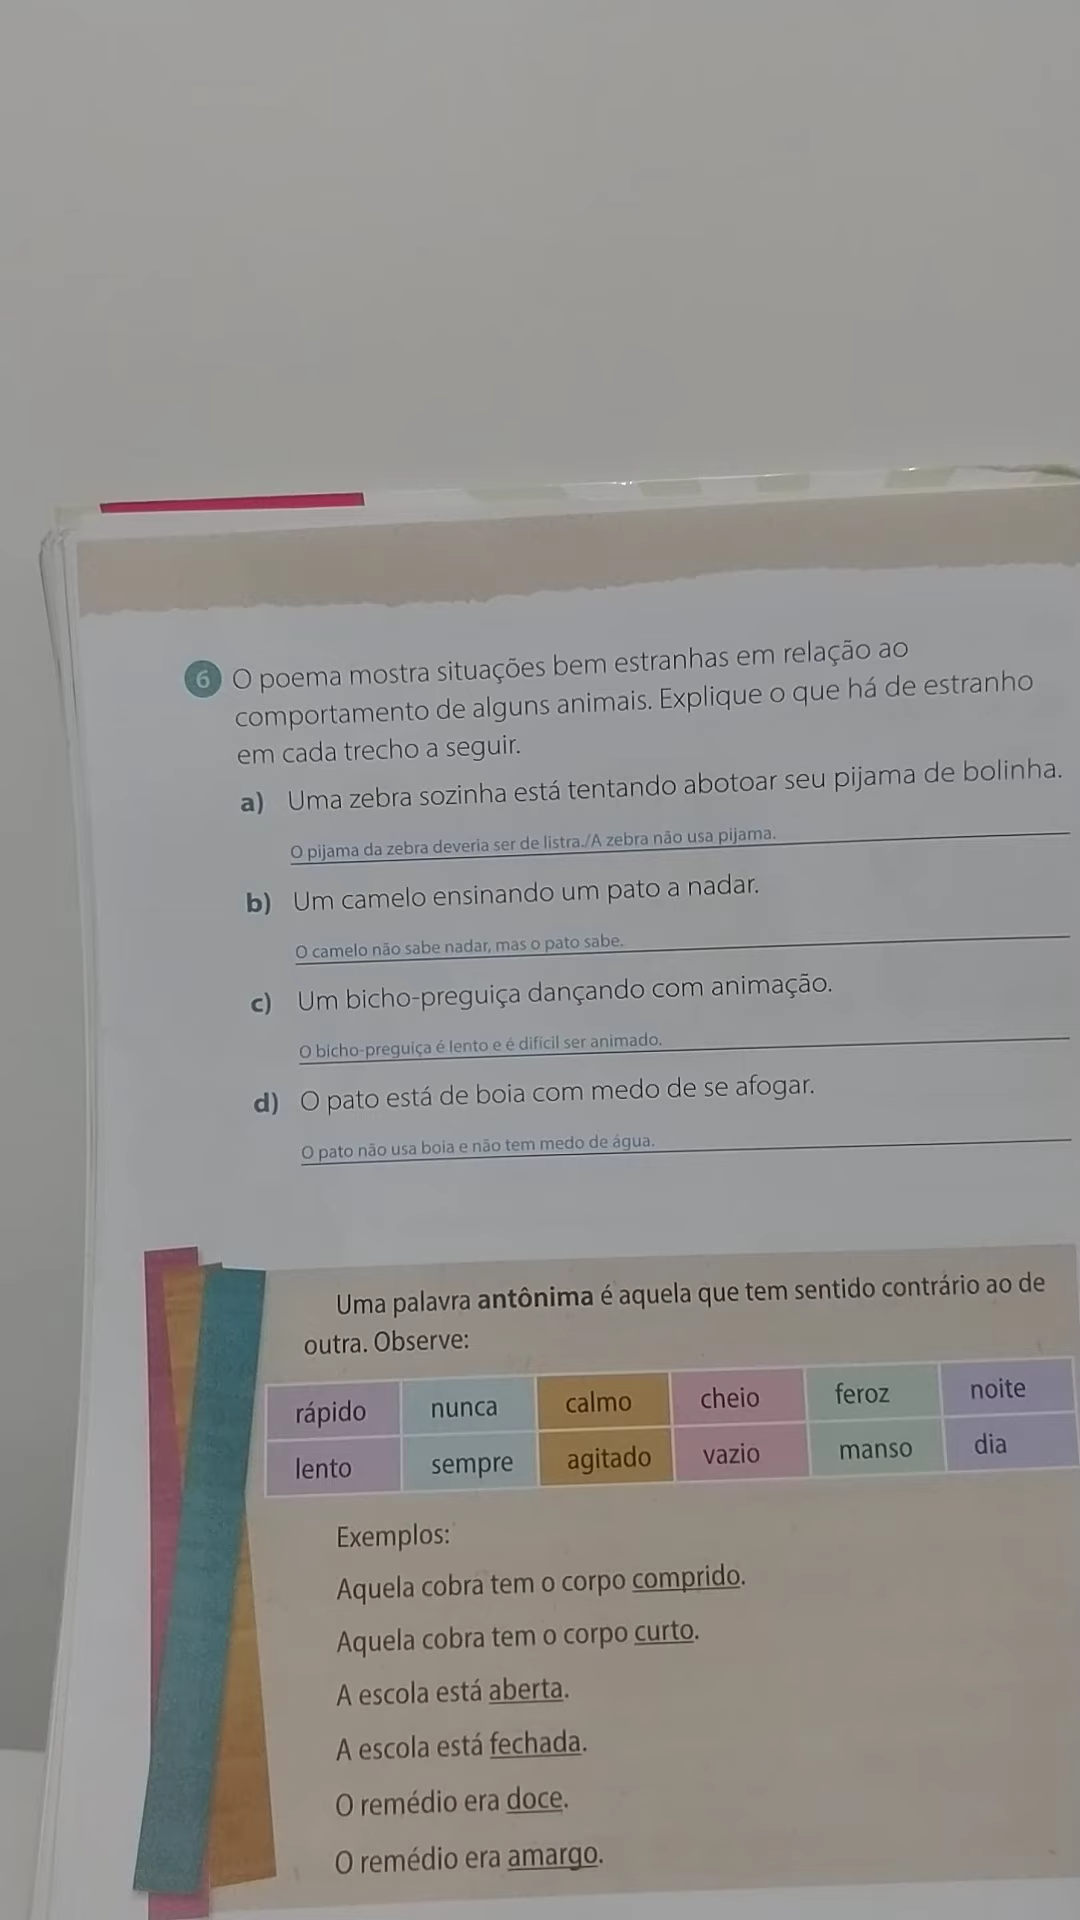 6 O poema mostra situações bem estranhas em relação ao
comportamento de alguns animais. Explique o que há de estranho
em cada trecho a seguir.
a) Uma zebra sozinha está tentando abotoar seu pijama de bolinha.
O pijama da zebra deveria ser de listra./A zebra não usa pijama.
b) Um camelo ensinando um pato a nadar.
O camelo não sabe nadar, mas o pato sabe.
c) Um bicho-preguiça dançando com animação.
O bicho-preguiça é lento e é difícil ser animado.
d) O pato está de boia com medo de se afogar.
O pato não usa boia e não tem medo de água.
Uma palavra antônima é aquela que tem sentido contrário ao de
outra. Observe:
rápido nunca calmo cheio feroz noite
lento sempre agitado vazio manso dia
Exemplos:
Aquela cobra tem o corpo comprido.
Aquela cobra tem o corpo curto.
A escola está aberta.
A escola está fechada.
O remédio era doce.
O remédio era amargo.